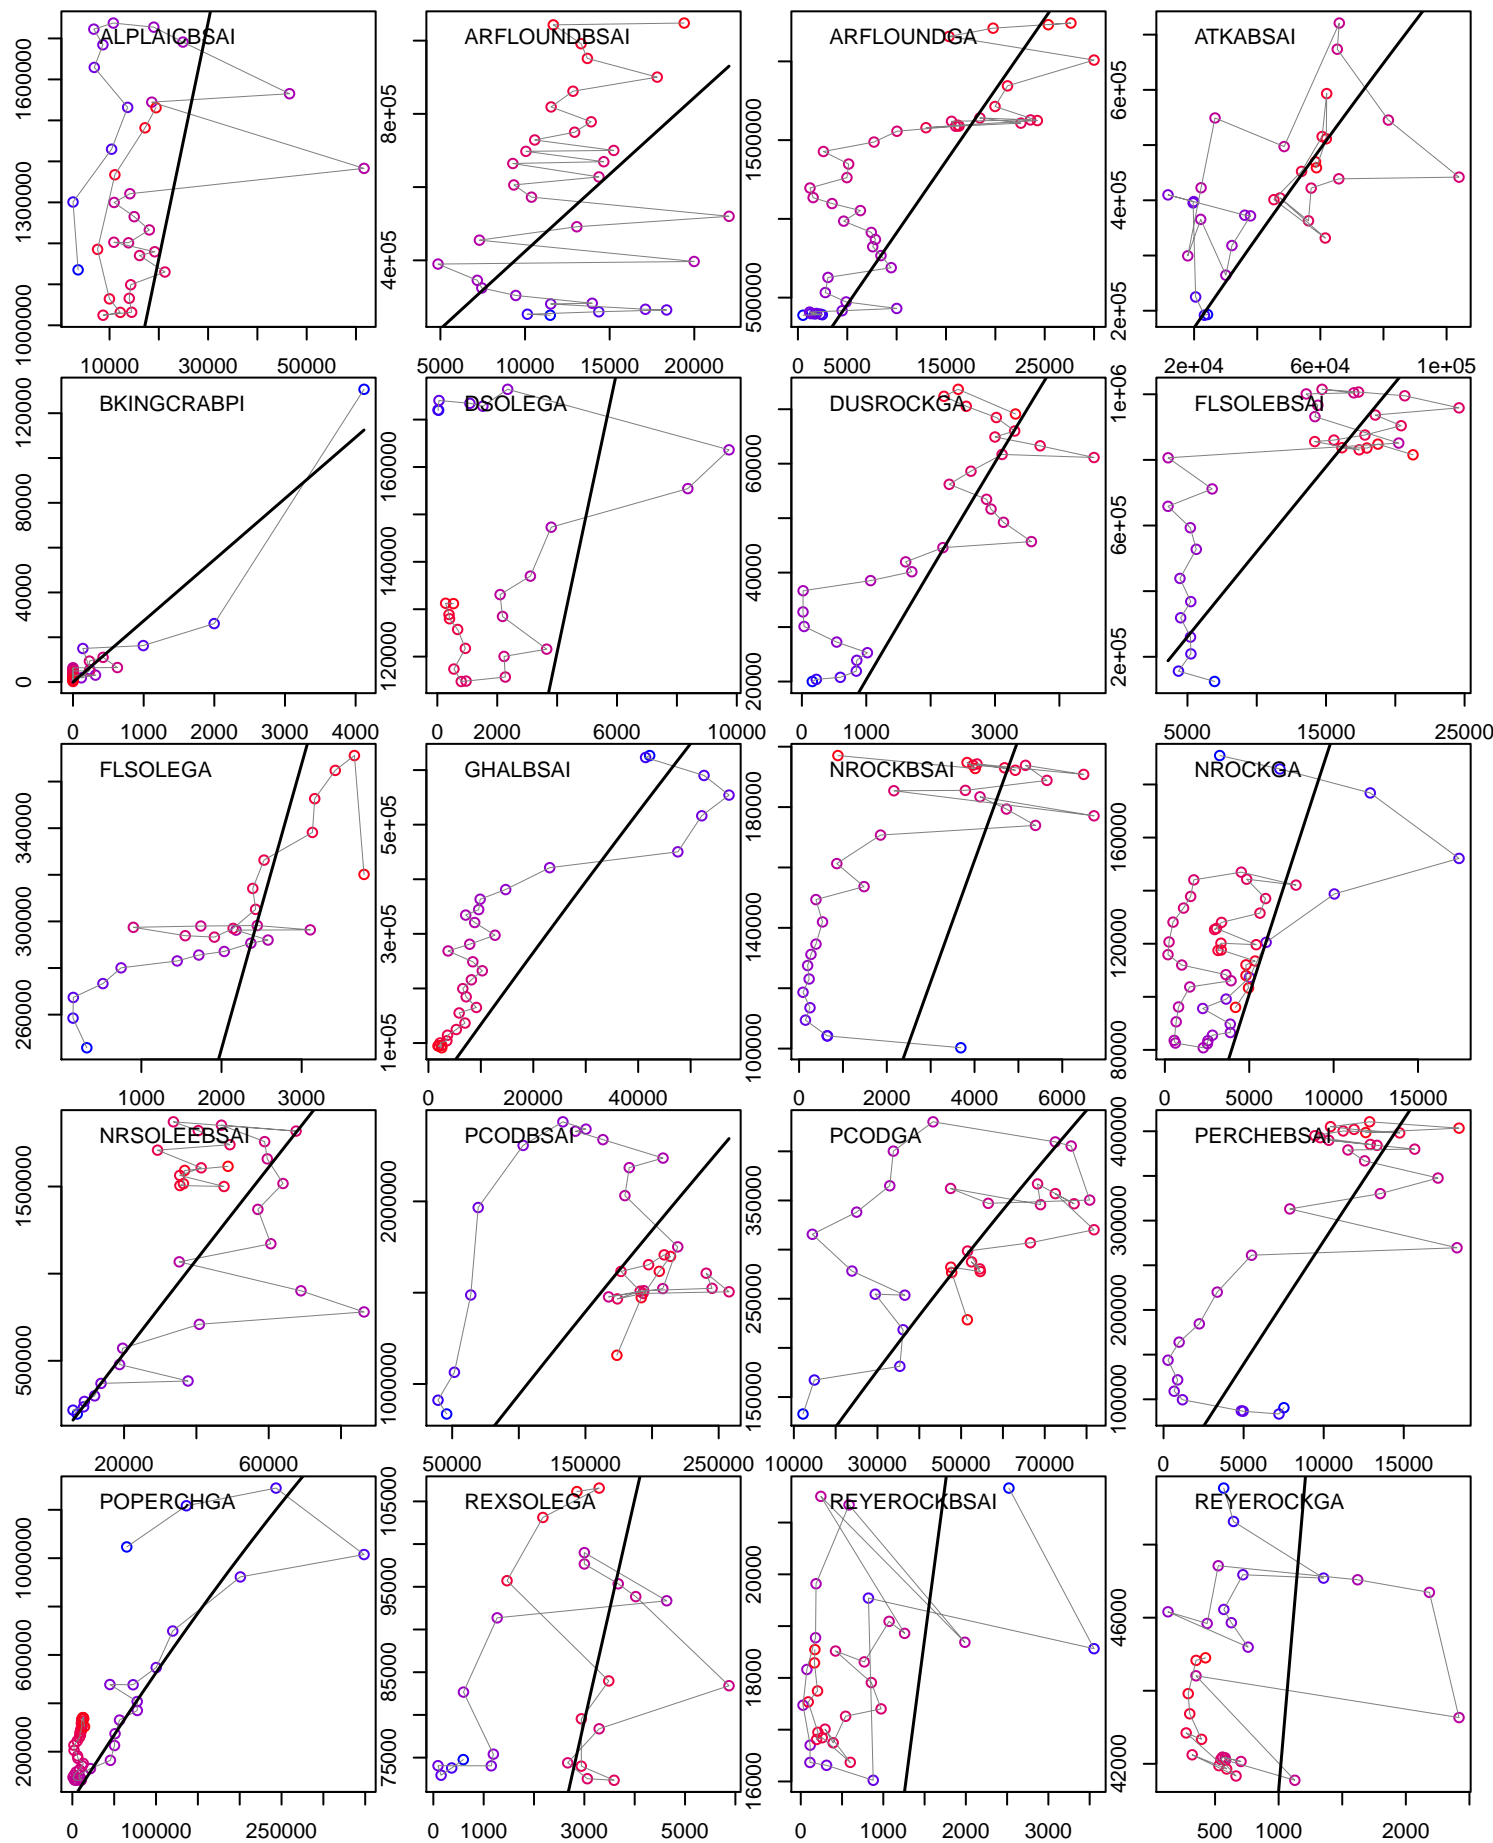 ALPLAICBSAI
1000000 1300000 1600000
10000 30000 50000
ARFLOUNDBSAI
4e+05 8e+05
5000 10000 15000 20000
ARFLOUNDGA
500000 1500000
0 5000 15000 25000
ATKABSAI
2e+05 4e+05 6e+05
2e+04 6e+04 1e+05
BKINGCRABPI
0 40000 80000 120000
0 1000 2000 3000 4000
DSOLEGA
120000 140000 160000
0 2000 6000 10000
DUSROCKGA
20000 40000 60000
0 1000 3000
FLSOLEBSAI
2e+05 6e+05 1e+06
5000 15000 25000
FLSOLEGA
260000 300000 340000
1000 2000 3000
GHALBSAI
1e+05 3e+05 5e+05
0 20000 40000
NROCKBSAI
100000 140000 180000
0 2000 4000 6000
NROCKGA
80000 120000 160000
0 5000 10000 15000
NRSOLEEBSAI
500000 1500000
20000 60000
PCODBSAI
1000000 2000000
50000 150000 250000
PCODGA
150000 250000 350000
10000 30000 50000 70000
PERCHEBSAI
100000 200000 300000 400000
0 5000 10000 15000
POPERCHGA
200000 600000 1000000
0 100000 250000
REXSOLEGA
75000 85000 95000 105000
0 1000 3000 5000
REYEROCKBSAI
16000 18000 20000
0 1000 2000 3000
REYEROCKGA
42000 46000
500 1000 2000